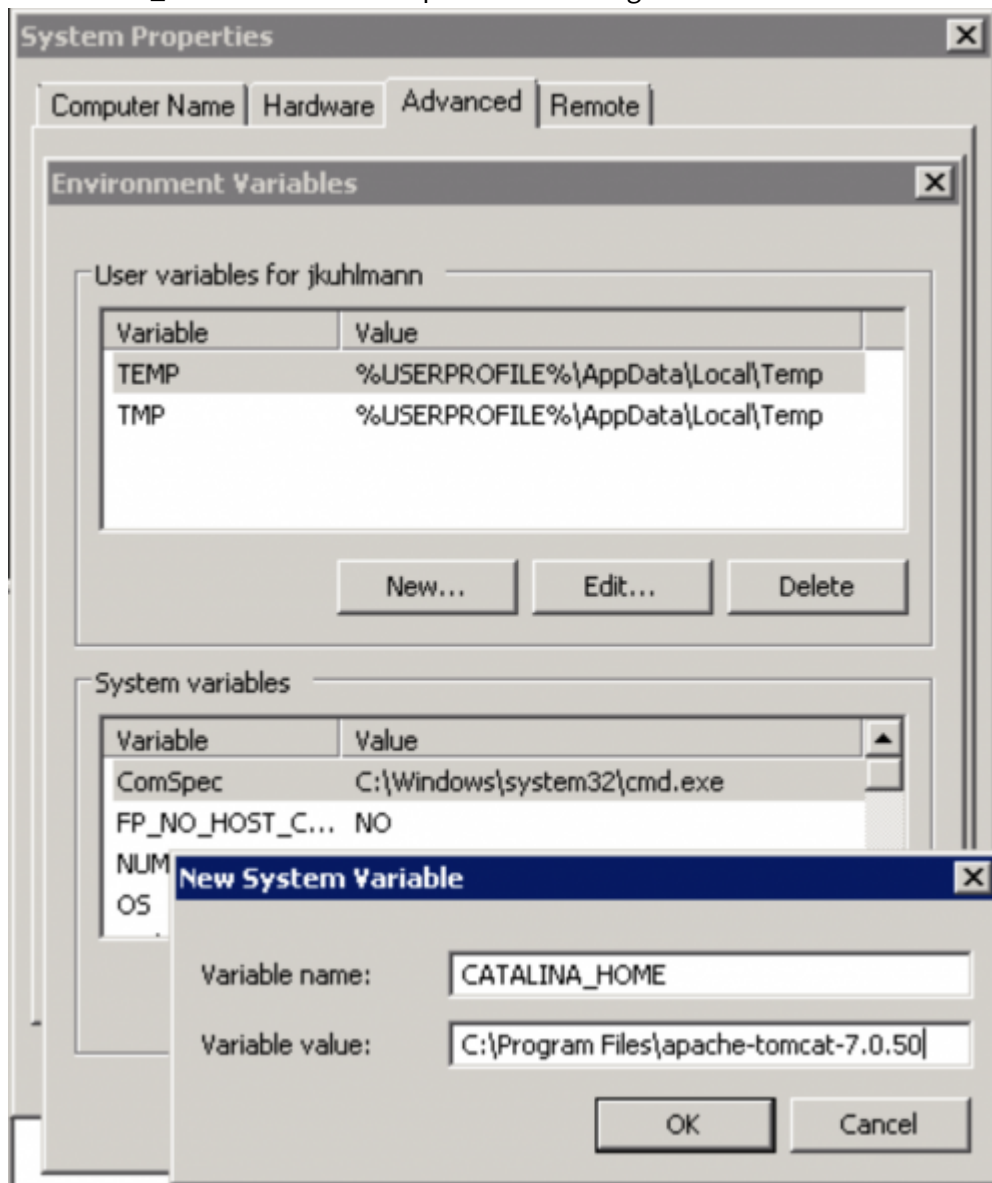 System Properties
Computer Name Hardware Advanced Remote
Environment Variables
User variables for jkuhlmann
Variable Value
TEMP %USERPROFILE%\AppData\Local\Temp
TMP %USERPROFILE%\AppData\Local\Temp
New... Edit... Delete
System variables
Variable Value
ComSpec C:\Windows\system32\cmd.exe
FP_NO_HOST_C... NO
NUM
OS
New System Variable
Variable name: CATALINA_HOME
Variable value: C:\Program Files\apache-tomcat-7.0.50
OK Cancel